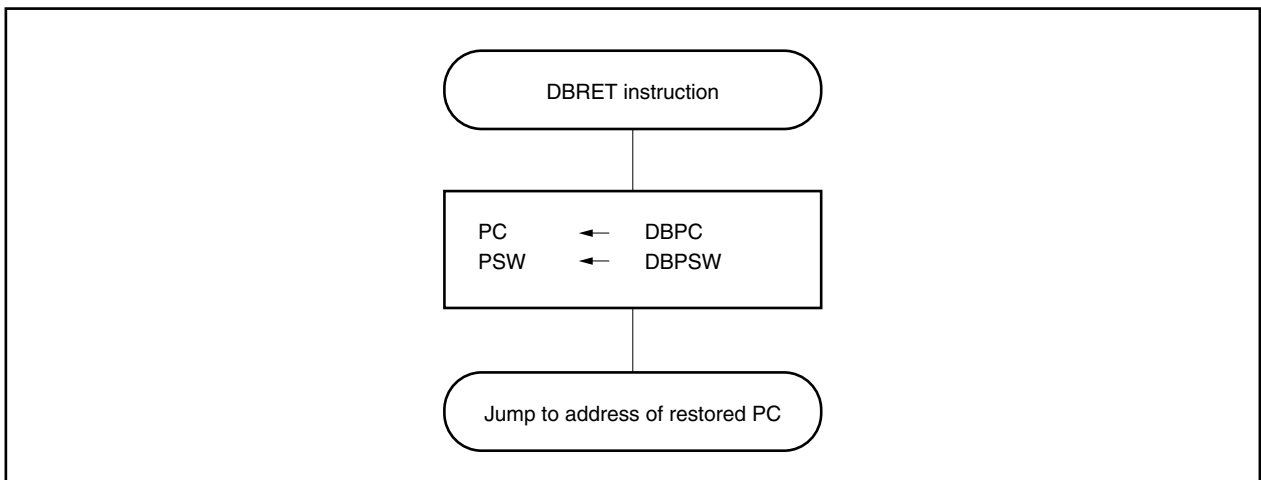 DBRET instruction
PC ← DBPC
PSW ← DBPSW
Jump to address of restored PC